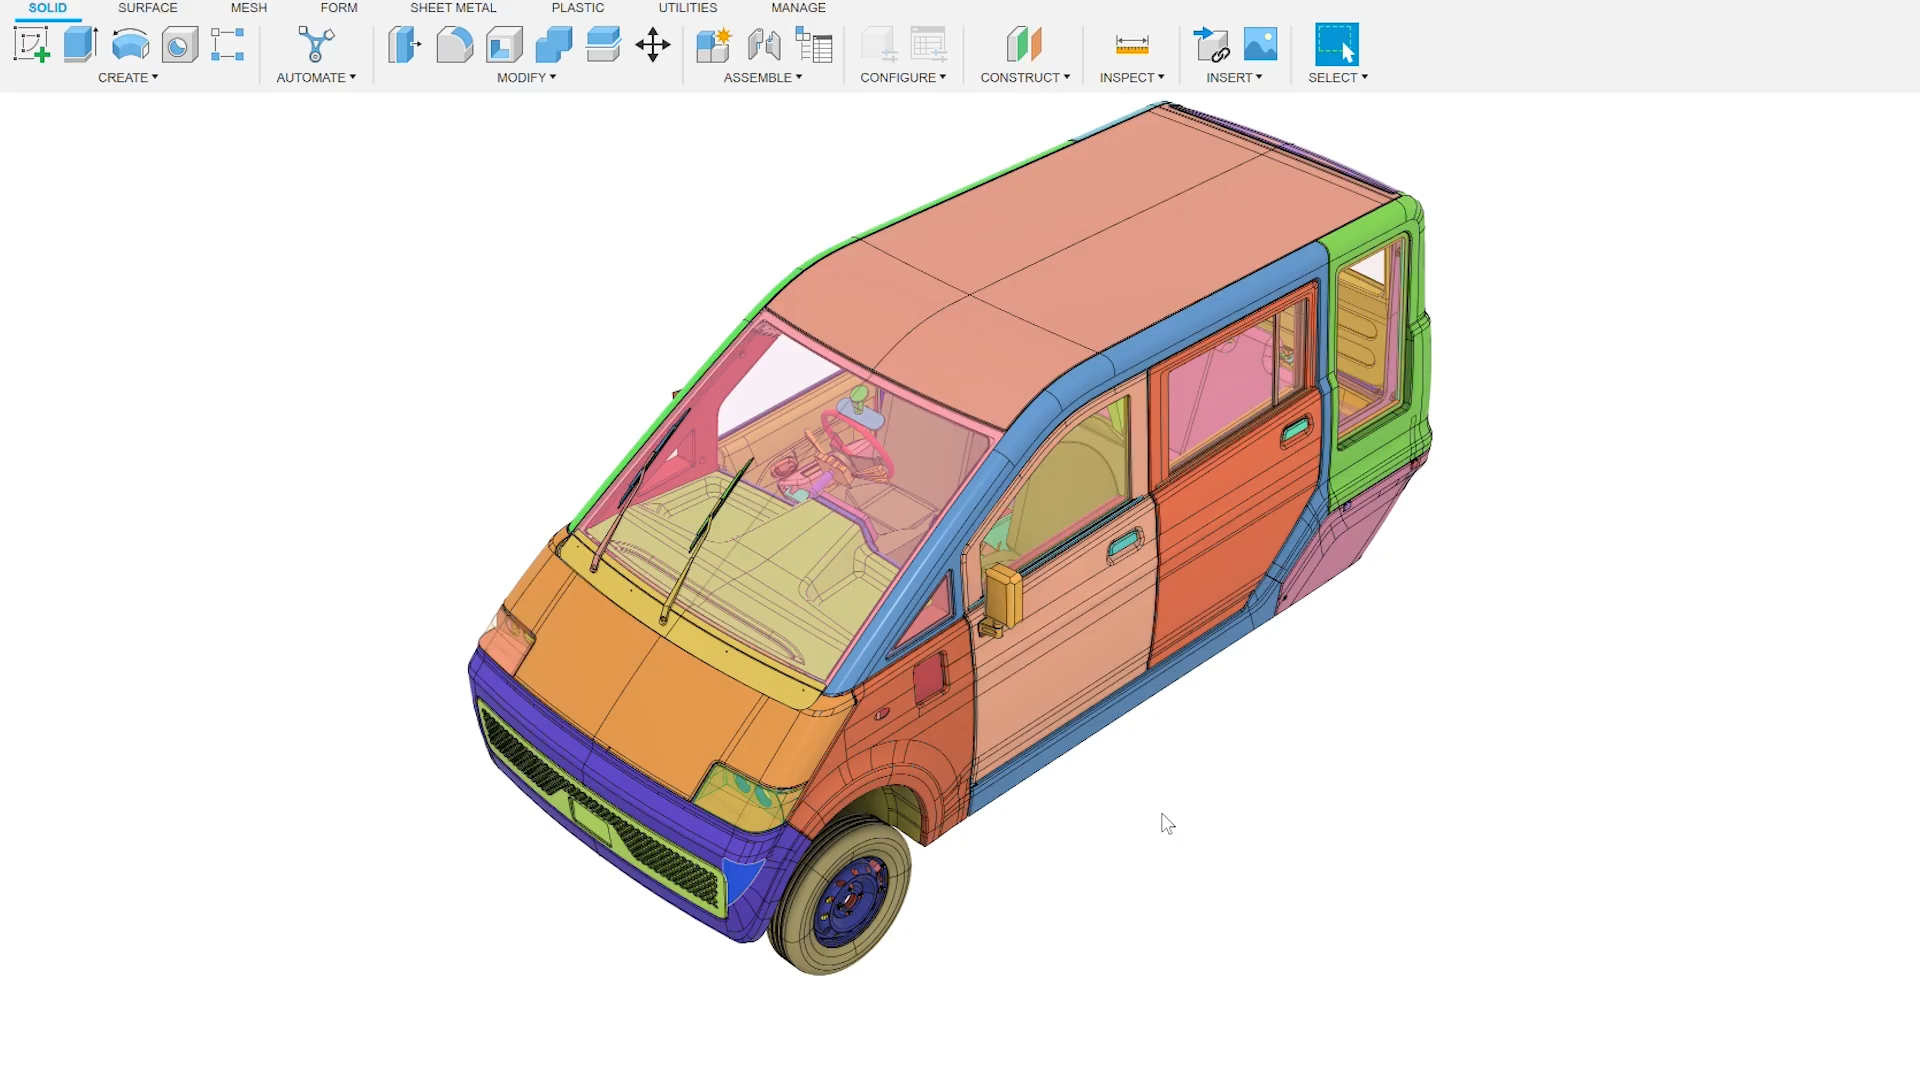 SOLID SURFACE MESH FORM SHEET METAL PLASTIC UTILITIES MANAGE
CREATE AUTOMATE MODIFY ASSEMBLE CONFIGURE CONSTRUCT INSPECT INSERT SELECT